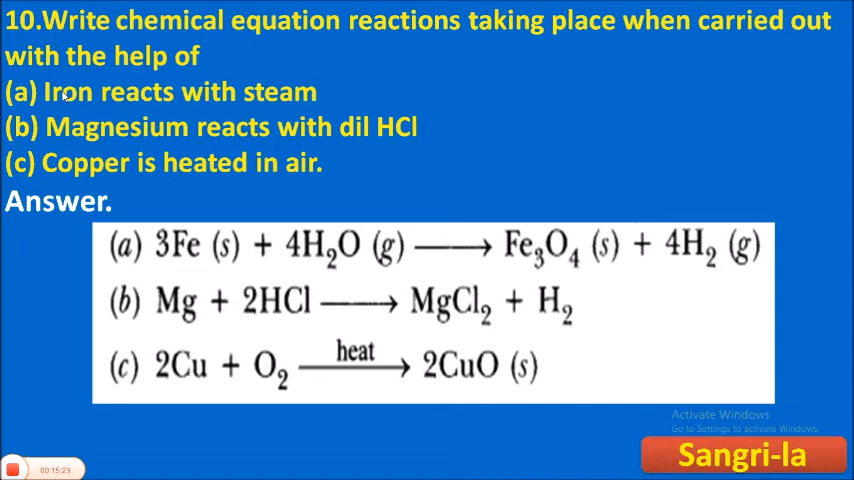 10.Write chemical equation reactions taking place when carried out
with the help of
(a) Iron reacts with steam
(b) Magnesium reacts with dil HCl
(c) Copper is heated in air.
Answer.
(a) 3Fe (s) + 4H₂O (g) ⟶ Fe₃O₄ (s) + 4H₂ (g)
(b) Mg + 2HCl ⟶ MgCl₂ + H₂
heat
(c) 2Cu + O₂ ⟶ 2CuO (s)
Activate Windows
Go to Settings to activate Windows.
Sangri-la
00:15:23